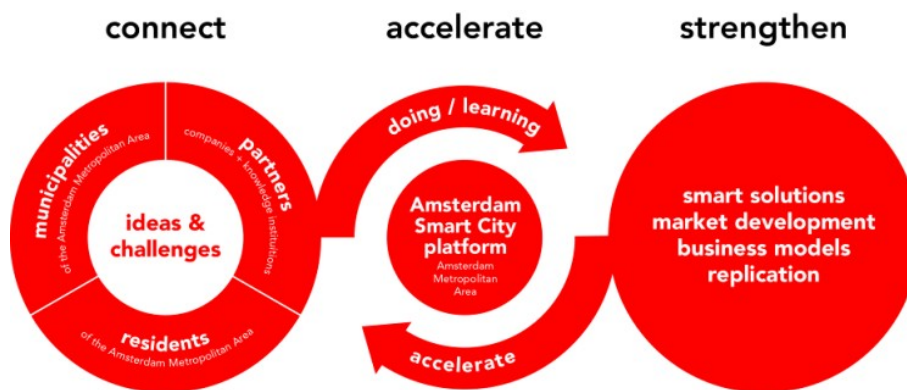 connect
accelerate
strengthen
municipalities
of the Amsterdam Metropolitan Area
partners
companies + knowledge instituitions
residents
of the Amsterdam Metropolitan Area
ideas &
challenges
doing / learning
Amsterdam
Smart City
platform
Amsterdam
Metropolitan
Area
accelerate
smart solutions
market development
business models
replication